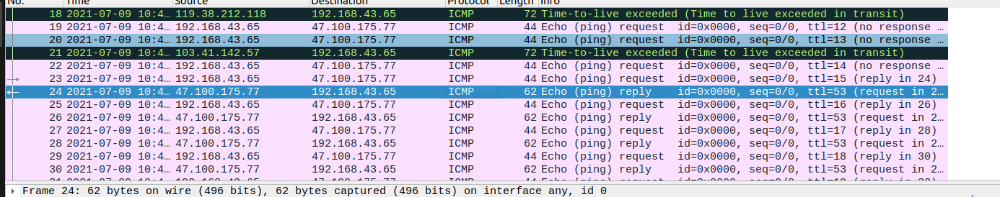 No. Time Source Destination Protocol Length Info
18 2021-07-09 10:4… 119.38.212.118 192.168.43.65 ICMP 72 Time-to-live exceeded (Time to live exceeded in transit)
19 2021-07-09 10:4… 192.168.43.65 47.100.175.77 ICMP 44 Echo (ping) request id=0x0000, seq=0/0, ttl=12 (no response …
20 2021-07-09 10:4… 192.168.43.65 47.100.175.77 ICMP 44 Echo (ping) request id=0x0000, seq=0/0, ttl=13 (no response …
21 2021-07-09 10:4… 103.41.142.57 192.168.43.65 ICMP 72 Time-to-live exceeded (Time to live exceeded in transit)
22 2021-07-09 10:4… 192.168.43.65 47.100.175.77 ICMP 44 Echo (ping) request id=0x0000, seq=0/0, ttl=14 (no response …
23 2021-07-09 10:4… 192.168.43.65 47.100.175.77 ICMP 44 Echo (ping) request id=0x0000, seq=0/0, ttl=15 (reply in 24)
24 2021-07-09 10:4… 47.100.175.77 192.168.43.65 ICMP 62 Echo (ping) reply id=0x0000, seq=0/0, ttl=53 (request in 2…
25 2021-07-09 10:4… 192.168.43.65 47.100.175.77 ICMP 44 Echo (ping) request id=0x0000, seq=0/0, ttl=16 (reply in 26)
26 2021-07-09 10:4… 47.100.175.77 192.168.43.65 ICMP 62 Echo (ping) reply id=0x0000, seq=0/0, ttl=53 (request in 2…
27 2021-07-09 10:4… 192.168.43.65 47.100.175.77 ICMP 44 Echo (ping) request id=0x0000, seq=0/0, ttl=17 (reply in 28)
28 2021-07-09 10:4… 47.100.175.77 192.168.43.65 ICMP 62 Echo (ping) reply id=0x0000, seq=0/0, ttl=53 (request in 2…
29 2021-07-09 10:4… 192.168.43.65 47.100.175.77 ICMP 44 Echo (ping) request id=0x0000, seq=0/0, ttl=18 (reply in 30)
30 2021-07-09 10:4… 47.100.175.77 192.168.43.65 ICMP 62 Echo (ping) reply id=0x0000, seq=0/0, ttl=53 (request in 2…
Frame 24: 62 bytes on wire (496 bits), 62 bytes captured (496 bits) on interface any, id 0